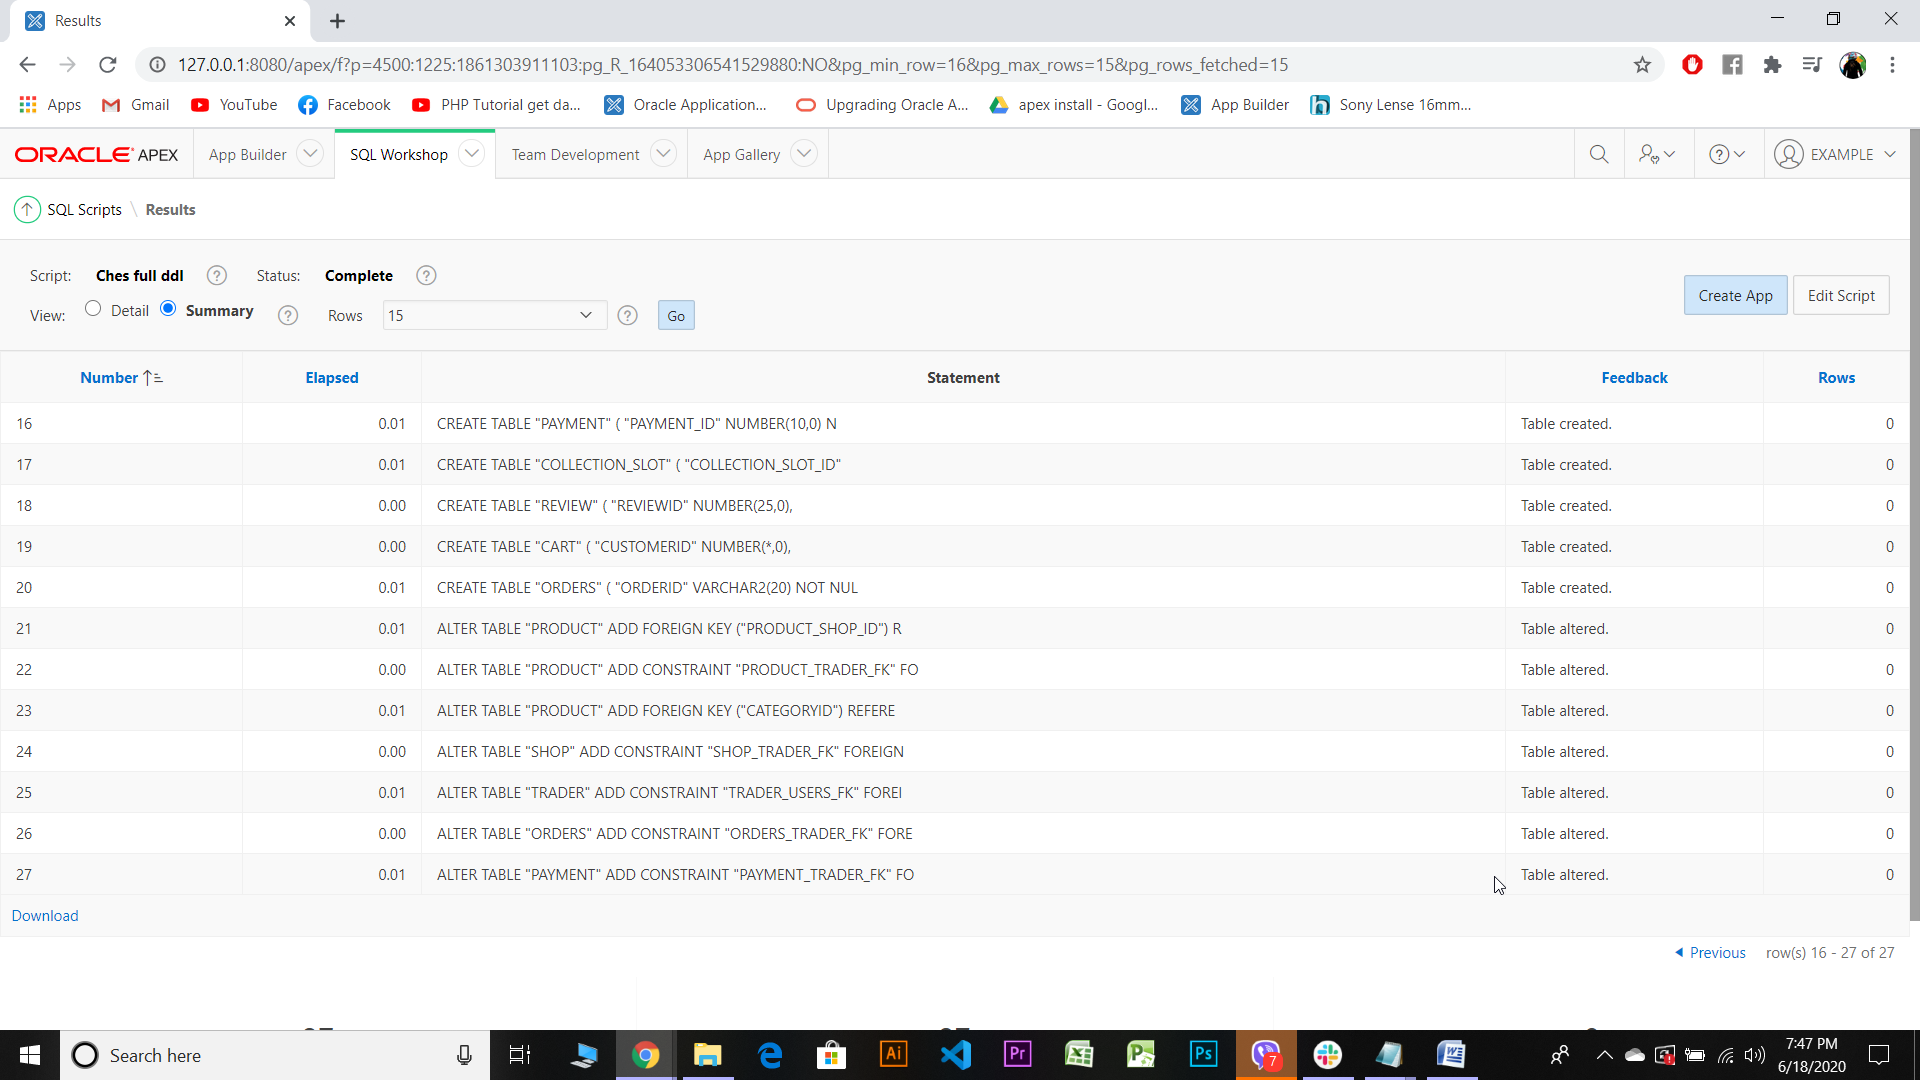 Results
127.0.0.1:8080/apex/f?p=4500:1225:1861303911103:pg_R_164053306541529880:NO&pg_min_row=16&pg_max_rows=15&pg_rows_fetched=15
Apps Gmail YouTube Facebook PHP Tutorial get da... Oracle Application... Upgrading Oracle A... apex install - Googl... App Builder Sony Lense 16mm...
ORACLE APEX App Builder SQL Workshop Team Development App Gallery EXAMPLE
SQL Scripts \ Results
Script: Ches full ddl ? Status: Complete ?
View: Detail Summary ? Rows 15 ? Go
Create App Edit Script
Number Elapsed Statement Feedback Rows
16 0.01 CREATE TABLE "PAYMENT" ( "PAYMENT_ID" NUMBER(10,0) N Table created. 0
17 0.01 CREATE TABLE "COLLECTION_SLOT" ( "COLLECTION_SLOT_ID" Table created. 0
18 0.00 CREATE TABLE "REVIEW" ( "REVIEWID" NUMBER(25,0), Table created. 0
19 0.00 CREATE TABLE "CART" ( "CUSTOMERID" NUMBER(*,0), Table created. 0
20 0.01 CREATE TABLE "ORDERS" ( "ORDERID" VARCHAR2(20) NOT NUL Table created. 0
21 0.01 ALTER TABLE "PRODUCT" ADD FOREIGN KEY ("PRODUCT_SHOP_ID") R Table altered. 0
22 0.00 ALTER TABLE "PRODUCT" ADD CONSTRAINT "PRODUCT_TRADER_FK" FO Table altered. 0
23 0.01 ALTER TABLE "PRODUCT" ADD FOREIGN KEY ("CATEGORYID") REFERE Table altered. 0
24 0.00 ALTER TABLE "SHOP" ADD CONSTRAINT "SHOP_TRADER_FK" FOREIGN Table altered. 0
25 0.01 ALTER TABLE "TRADER" ADD CONSTRAINT "TRADER_USERS_FK" FOREI Table altered. 0
26 0.00 ALTER TABLE "ORDERS" ADD CONSTRAINT "ORDERS_TRADER_FK" FORE Table altered. 0
27 0.01 ALTER TABLE "PAYMENT" ADD CONSTRAINT "PAYMENT_TRADER_FK" FO Table altered. 0
Download
Previous row(s) 16 - 27 of 27
Search here
Ai Pr Ps 7
7:47 PM
6/18/2020